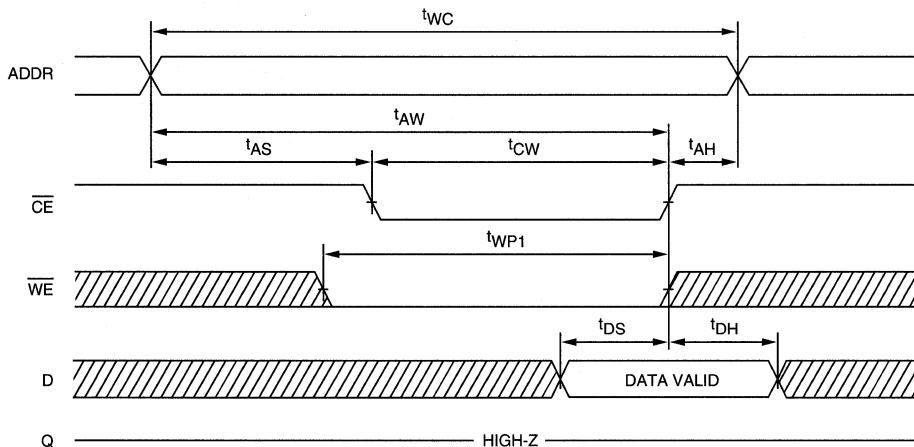 tWC
ADDR
tAW
tAS tCW tAH
CE
tWP1
WE
tDS tDH
D DATA VALID
Q HIGH-Z